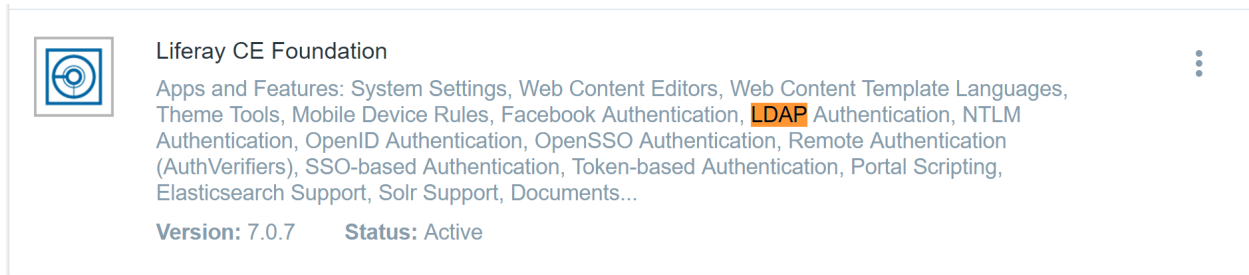 Liferay CE Foundation
Apps and Features: System Settings, Web Content Editors, Web Content Template Languages,
Theme Tools, Mobile Device Rules, Facebook Authentication, LDAP Authentication, NTLM
Authentication, OpenID Authentication, OpenSSO Authentication, Remote Authentication
(AuthVerifiers), SSO-based Authentication, Token-based Authentication, Portal Scripting,
Elasticsearch Support, Solr Support, Documents...
Version: 7.0.7 Status: Active